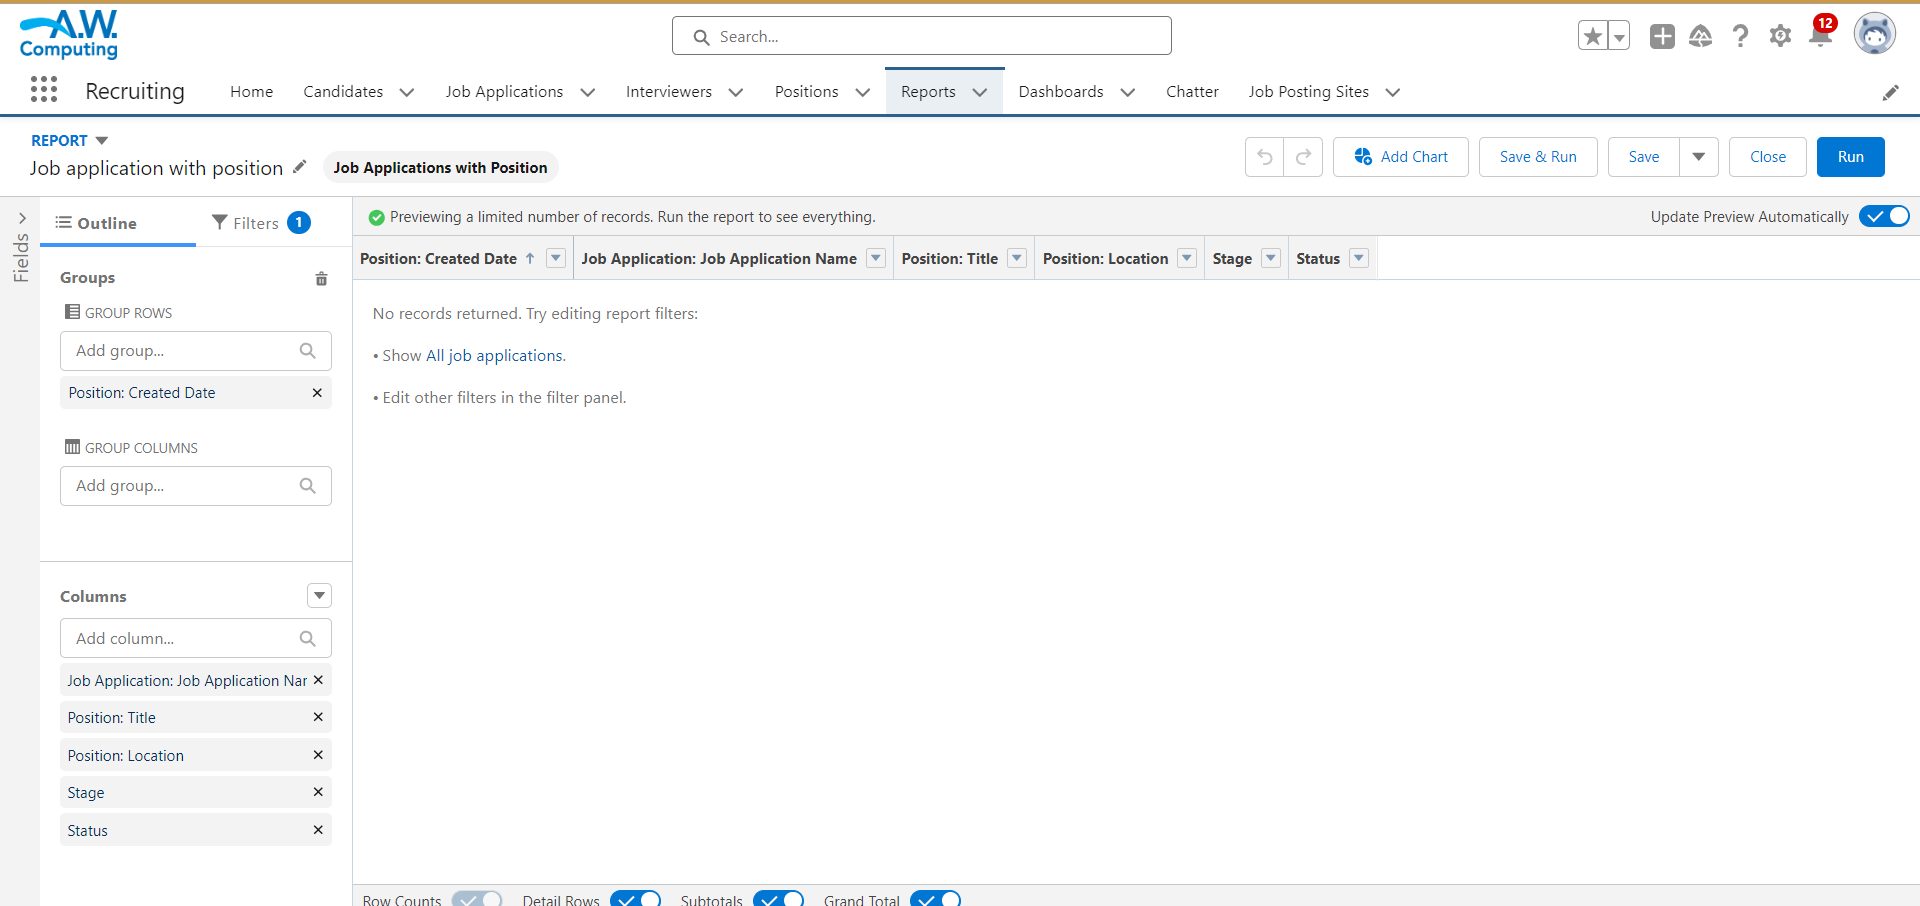 A.W.
Computing
Search...
12
Recruiting
Home
Candidates
Job Applications
Interviewers
Positions
Reports
Dashboards
Chatter
Job Posting Sites
REPORT
Job application with position
Job Applications with Position
Add Chart
Save & Run
Save
Close
Run
Fields
Outline
Filters 1
Previewing a limited number of records. Run the report to see everything.
Update Preview Automatically
Groups
GROUP ROWS
Add group...
Position: Created Date
GROUP COLUMNS
Add group...
Columns
Add column...
Job Application: Job Application Nar
Position: Title
Position: Location
Stage
Status
Position: Created Date
Job Application: Job Application Name
Position: Title
Position: Location
Stage
Status
No records returned. Try editing report filters:
• Show All job applications.
• Edit other filters in the filter panel.
Row Counts
Detail Rows
Subtotals
Grand Total